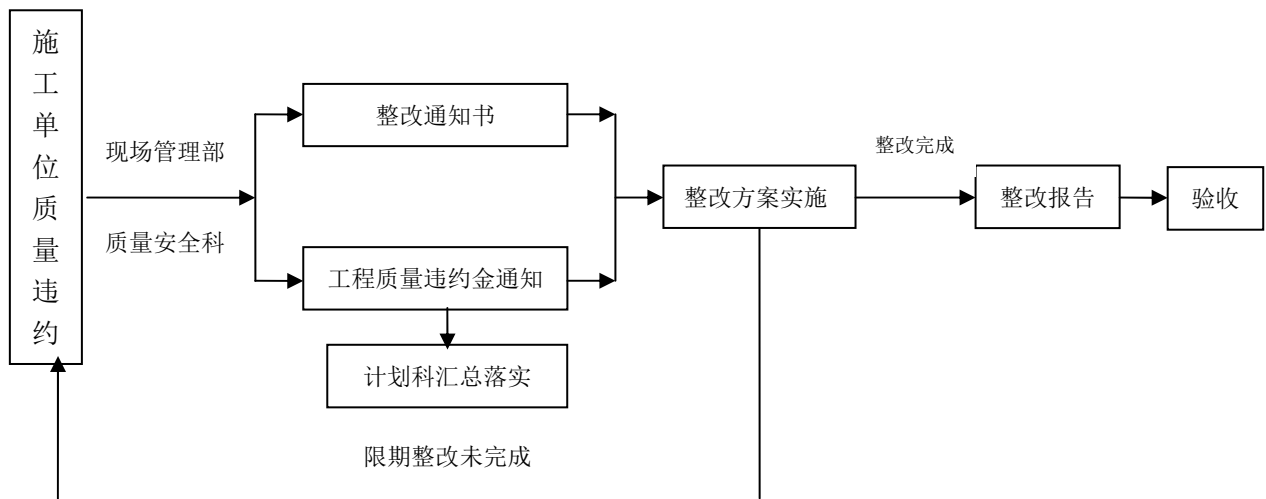 施工单位质量违约
现场管理部
质量安全科
整改通知书
工程质量违约金通知
计划科汇总落实
限期整改未完成
整改方案实施
整改完成
整改报告
验收